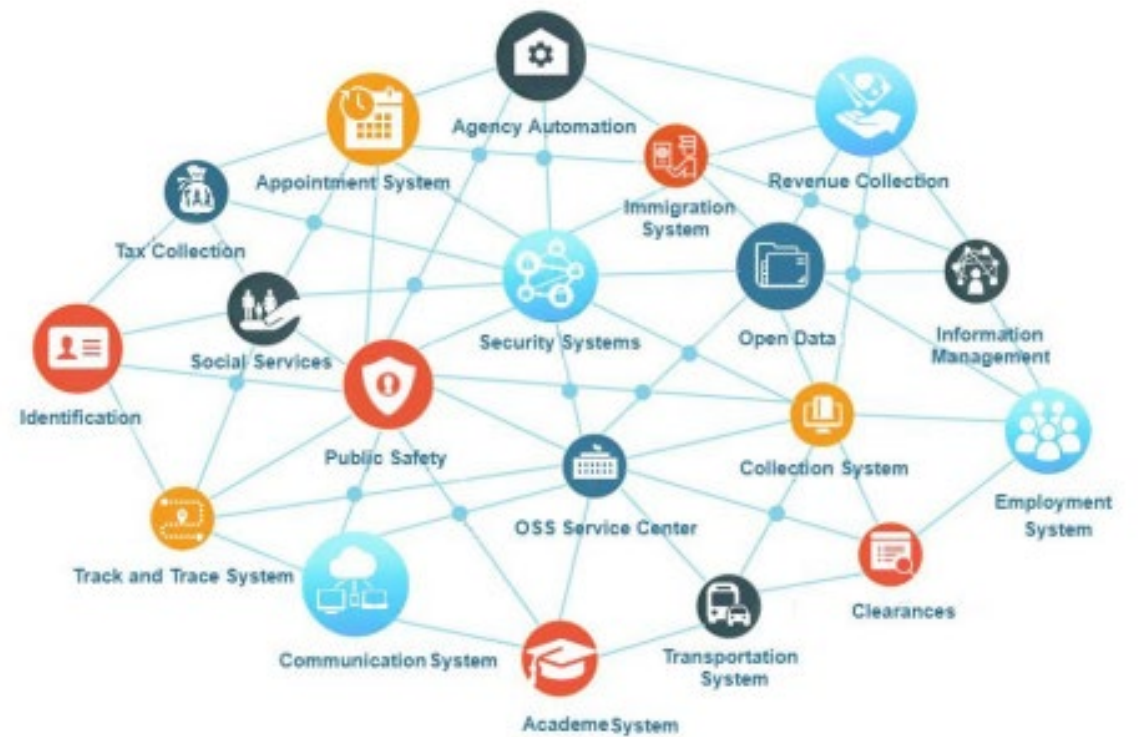 Agency Automation
Appointment System
Revenue Collection
Immigration
System
TAX
Tax Collection
Security Systems
Open Data
Information
Management
Social Services
Identification
Public Safety
Collection System
Employment
System
OSS Service Center
Track and Trace System
Clearances
Communication System
Transportation
System
AcademeSystem